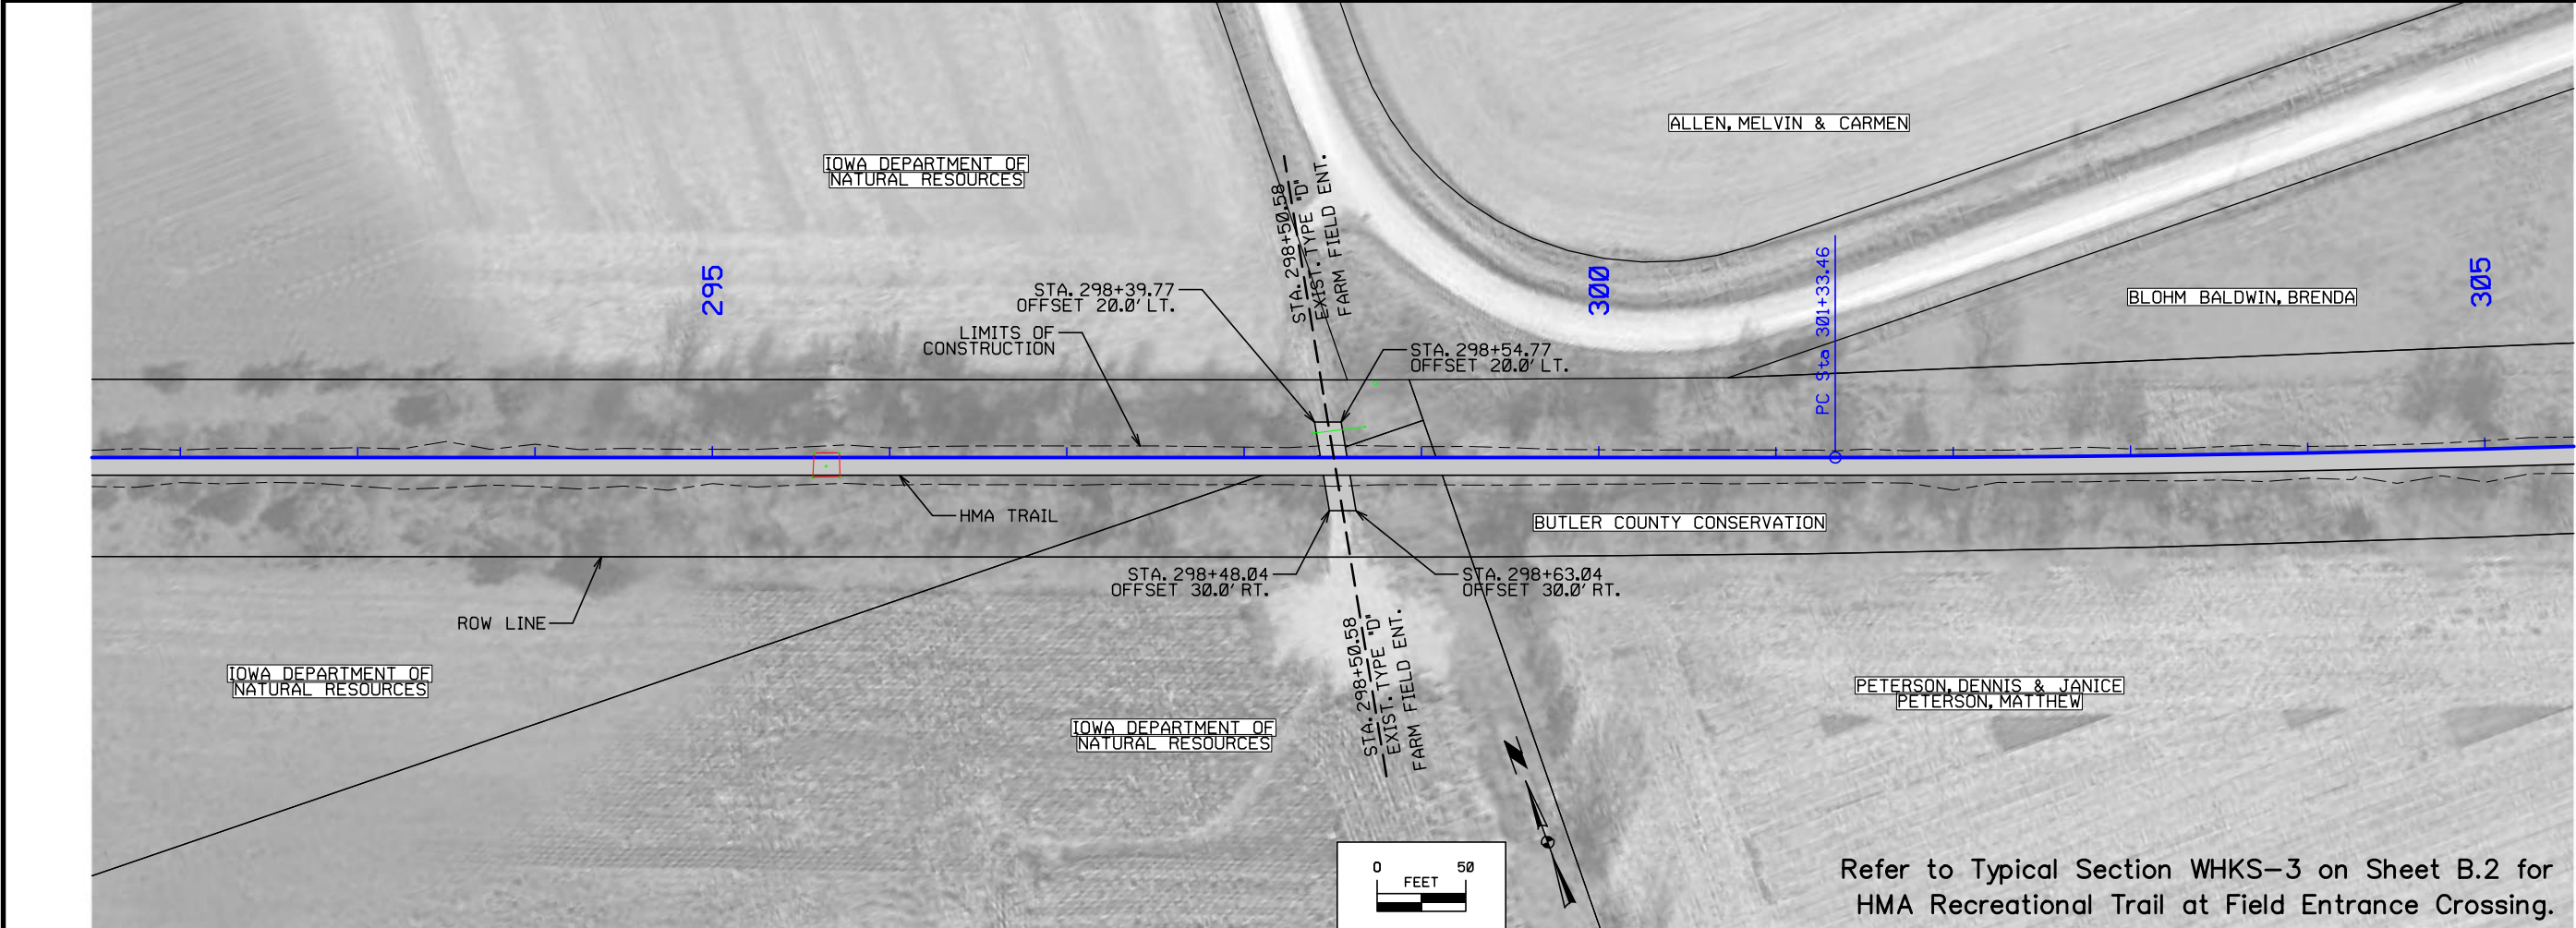 ALLEN, MELVIN & CARMEN
IOWA DEPARTMENT OF
NATURAL RESOURCES
STA. 298+50.58
EXIST. TYPE "D"
FARM FIELD ENT.
295
300
305
PC Sta 301+33.46
BLOHM BALDWIN, BRENDA
STA. 298+39.77
OFFSET 20.0' LT.
LIMITS OF
CONSTRUCTION
STA. 298+54.77
OFFSET 20.0' LT.
HMA TRAIL
BUTLER COUNTY CONSERVATION
STA. 298+48.04
OFFSET 30.0' RT.
STA. 298+63.04
OFFSET 30.0' RT.
ROW LINE
STA. 298+50.58
EXIST. TYPE "D"
FARM FIELD ENT.
IOWA DEPARTMENT OF
NATURAL RESOURCES
IOWA DEPARTMENT OF
NATURAL RESOURCES
PETERSON, DENNIS & JANICE
PETERSON, MATTHEW
N
0 50
FEET
Refer to Typical Section WHKS-3 on Sheet B.2 for
HMA Recreational Trail at Field Entrance Crossing.